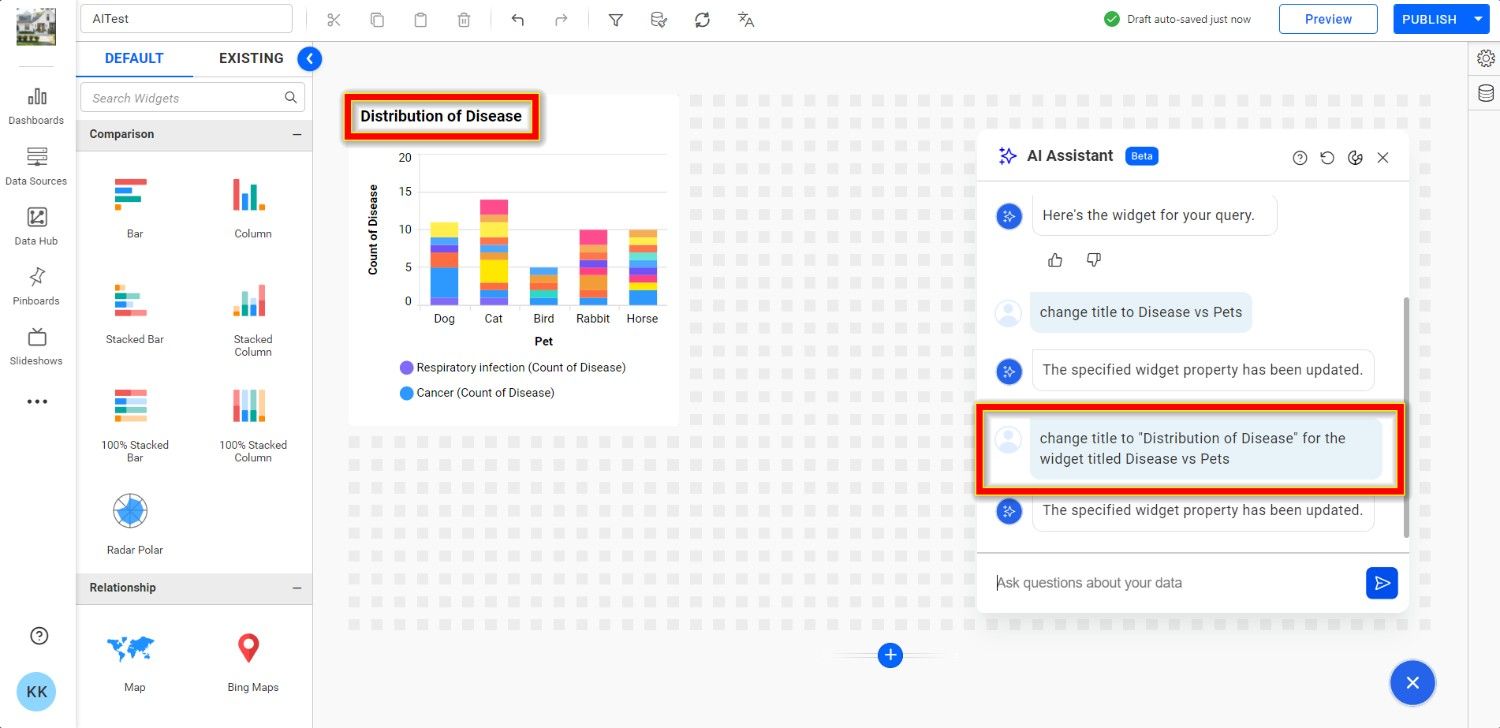 AITest
Draft auto-saved just now
Preview
PUBLISH
Dashboards
Data Sources
Data Hub
Pinboards
Slideshows
KK
DEFAULT
EXISTING
Search Widgets
Comparison
Bar
Column
Stacked Bar
Stacked
Column
100% Stacked
Bar
100% Stacked
Column
Radar Polar
Relationship
Map
Bing Maps
Distribution of Disease
Count of Disease
20
15
10
5
0
Dog
Cat
Bird
Rabbit
Horse
Pet
Respiratory infection (Count of Disease)
Cancer (Count of Disease)
AI Assistant
Beta
Here's the widget for your query.
change title to Disease vs Pets
The specified widget property has been updated.
change title to "Distribution of Disease" for the
widget titled Disease vs Pets
The specified widget property has been updated.
Ask questions about your data